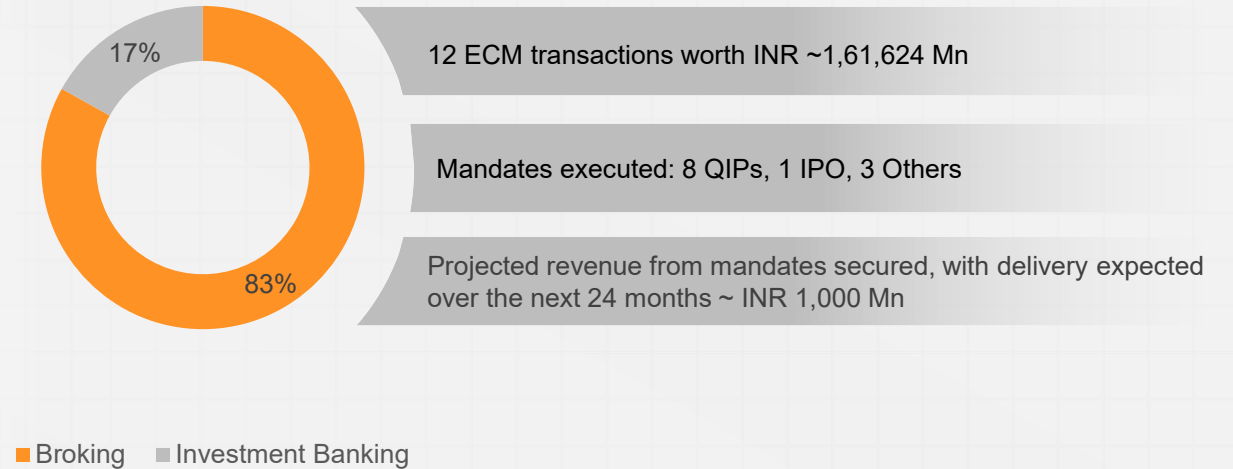 17%
12 ECM transactions worth INR ~1,61,624 Mn
Mandates executed: 8 QIPs, 1 IPO, 3 Others
83%
Projected revenue from mandates secured, with delivery expected
over the next 24 months ~ INR 1,000 Mn
Broking Investment Banking